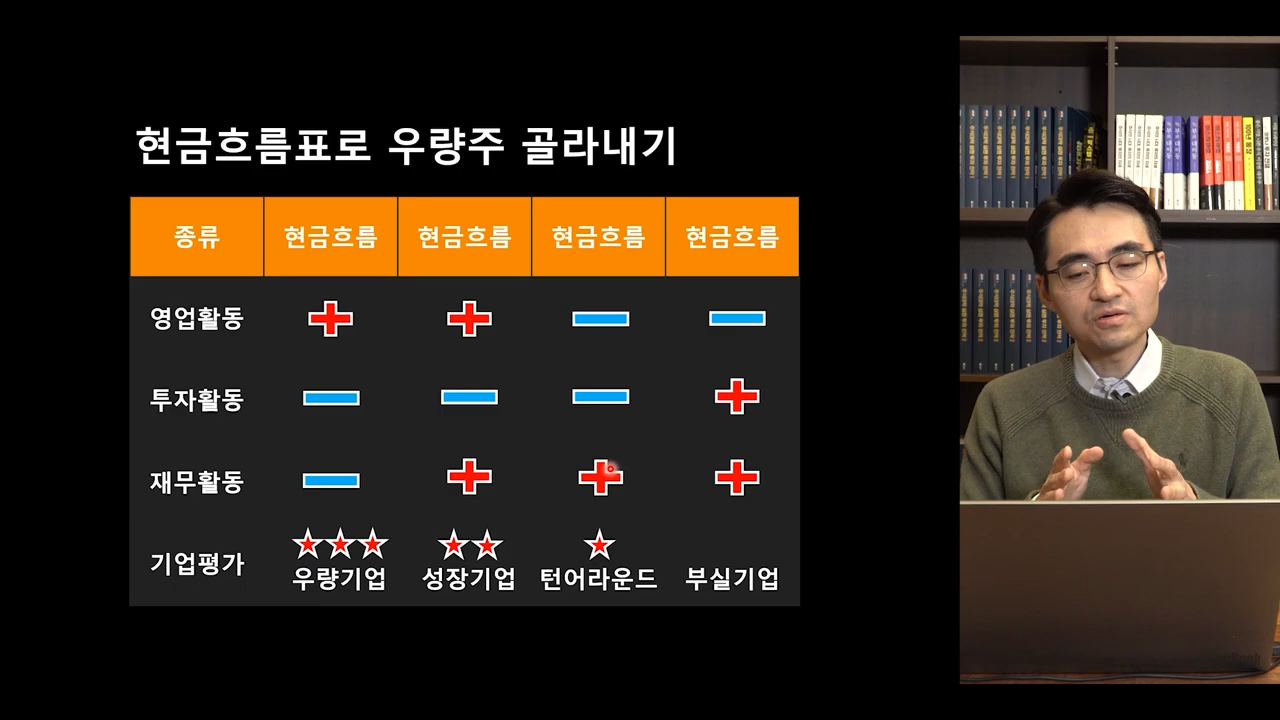 현금흐름표로 우량주 골라내기
종류 현금흐름 현금흐름 현금흐름 현금흐름
영업활동
투자활동
재무활동
기업평가
우량기업 성장기업 턴어라운드 부실기업